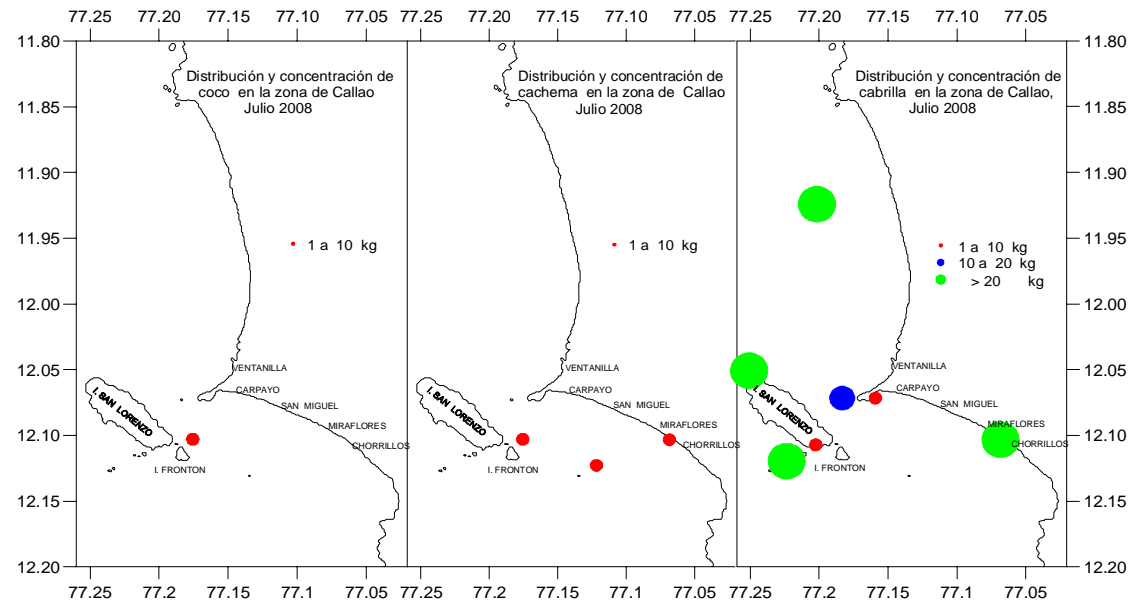 77.25 77.20 77.15 77.10 77.05 77.25 77.20 77.15 77.10 77.05 77.25 77.20 77.15 77.10 77.05
11.80
11.85
11.90
11.95
12.00
12.05
12.10
12.15
12.20
Distribución y concentración de
coco en la zona de Callao
Julio 2008
1 a 10 kg
VENTANILLA
CARPAYO
SAN MIGUEL
MIRAFLORES
CHORRILLOS
I. SAN LORENZO
I. FRONTON
Distribución y concentración de
cachema en la zona de Callao
Julio 2008
1 a 10 kg
VENTANILLA
CARPAYO
SAN MIGUEL
MIRAFLORES
CHORRILLOS
I. SAN LORENZO
I. FRONTON
Distribución y concentración de
cabrilla en la zona de Callao,
Julio 2008
1 a 10 kg
10 a 20 kg
> 20 kg
VENTANILLA
CARPAYO
SAN MIGUEL
MIRAFLORES
CHORRILLOS
I. SAN LORENZO
I. FRONTON
11.80
11.85
11.90
11.95
12.00
12.05
12.10
12.15
12.20
77.25 77.2 77.15 77.1 77.05 77.25 77.2 77.15 77.1 77.05 77.25 77.2 77.15 77.1 77.05